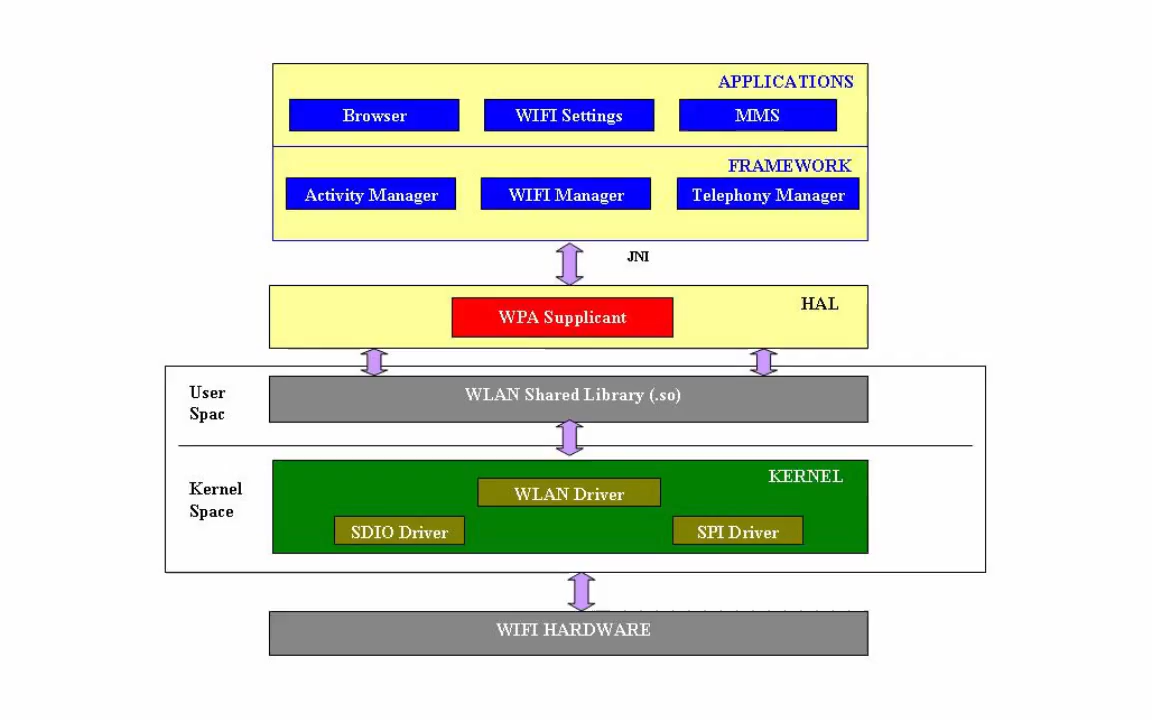 APPLICATIONS
Browser
WIFI Settings
MMS
FRAMEWORK
Activity Manager
WIFI Manager
Telephony Manager
JNI
HAL
WPA Supplicant
User
Spac
WLAN Shared Library (.so)
Kernel
Space
KERNEL
WLAN Driver
SDIO Driver
SPI Driver
WIFI HARDWARE